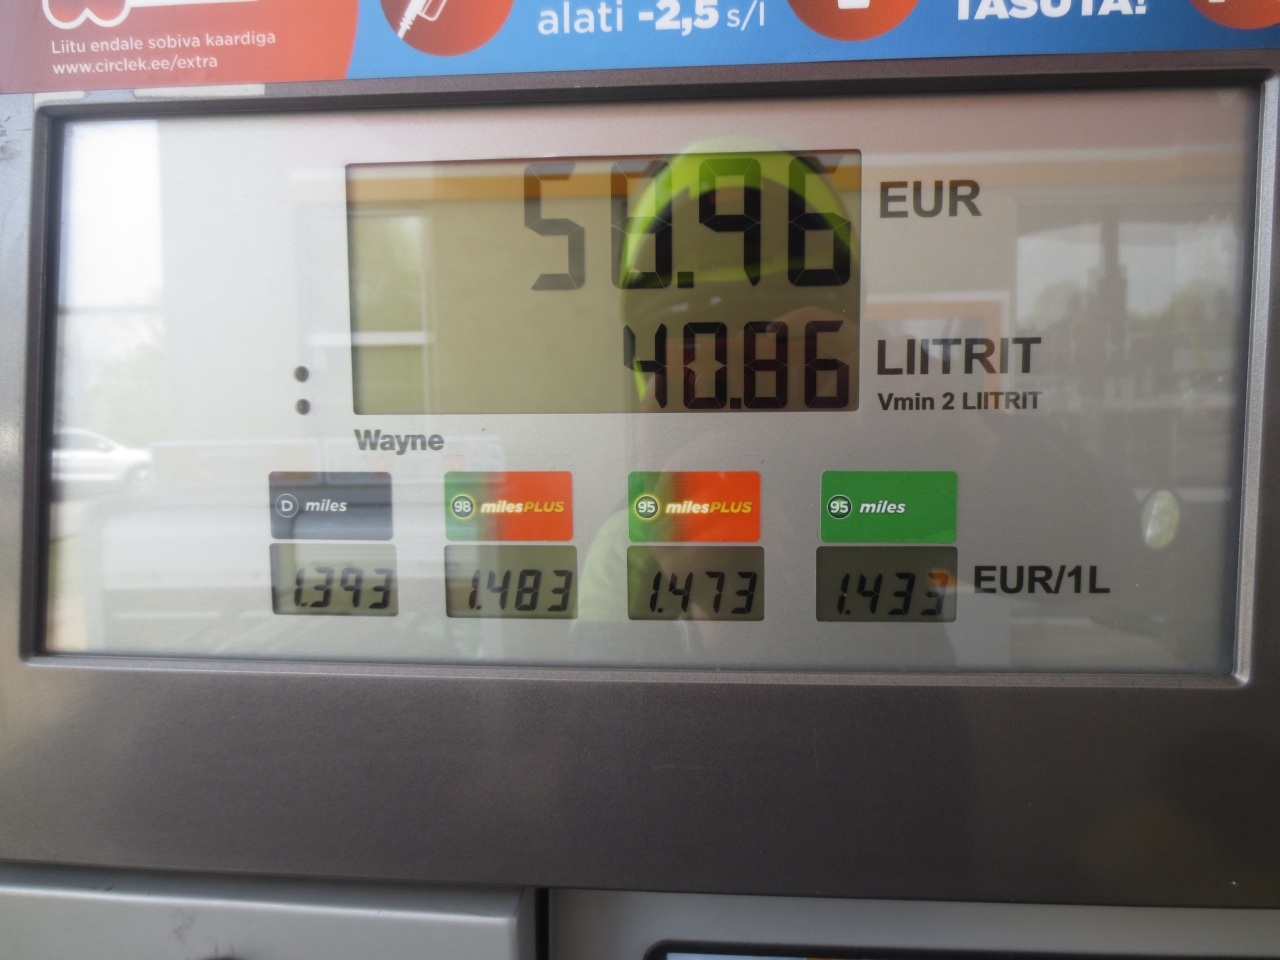 Liitu endale sobiva kaardiga
www.circlek.ee/extra
alati -2,5 s/l
TASUTA!
50.96 EUR
40.86 LIITRIT
Vmin 2 LIITRIT
Wayne
D miles
98 milesPLUS
95 milesPLUS
95 miles
1.393
1.483
1.473
1.433
EUR/1L